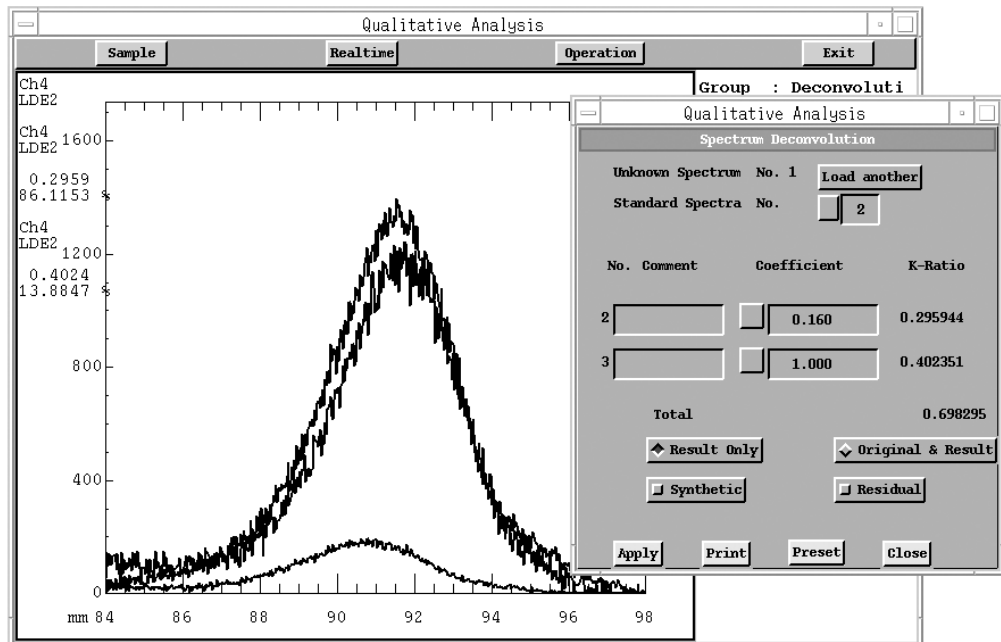 Qualitative Analysis
Sample Realtime Operation Exit
Group : Deconvoluti
Ch4
LDE2
Ch4
LDE2
0.2959
86.1153 %
Ch4
LDE2
0.4024
13.8847 %
1600
1200
800
400
0
mm 84 86 88 90 92 94 96 98
Qualitative Analysis
Spectrum Deconvolution
Unknown Spectrum No. 1 Load another
Standard Spectra No. 2
No. Comment Coefficient K-Ratio
2 0.160 0.295944
3 1.000 0.402351
Total 0.698295
Result Only Original & Result
Synthetic Residual
Apply Print Preset Close